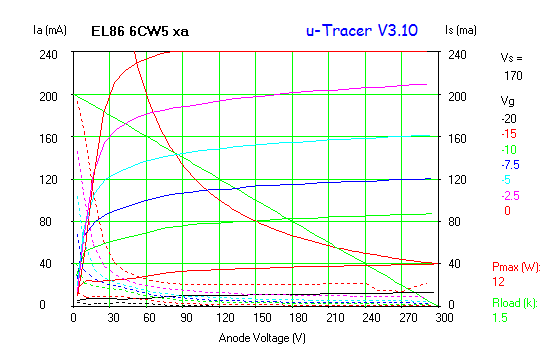 Ia (mA) EL86 6CW5 xa u-Tracer V3.10 Is (ma)
240 240
200 200
160 160
120 120
80 80
40 40
0 0
0 30 60 90 120 150 180 210 240 270 300
Anode Voltage (V)
Vs =
170
Vg
-20
-15
-10
-7.5
-5
-2.5
0
Pmax (W):
12
Rload (k):
1.5